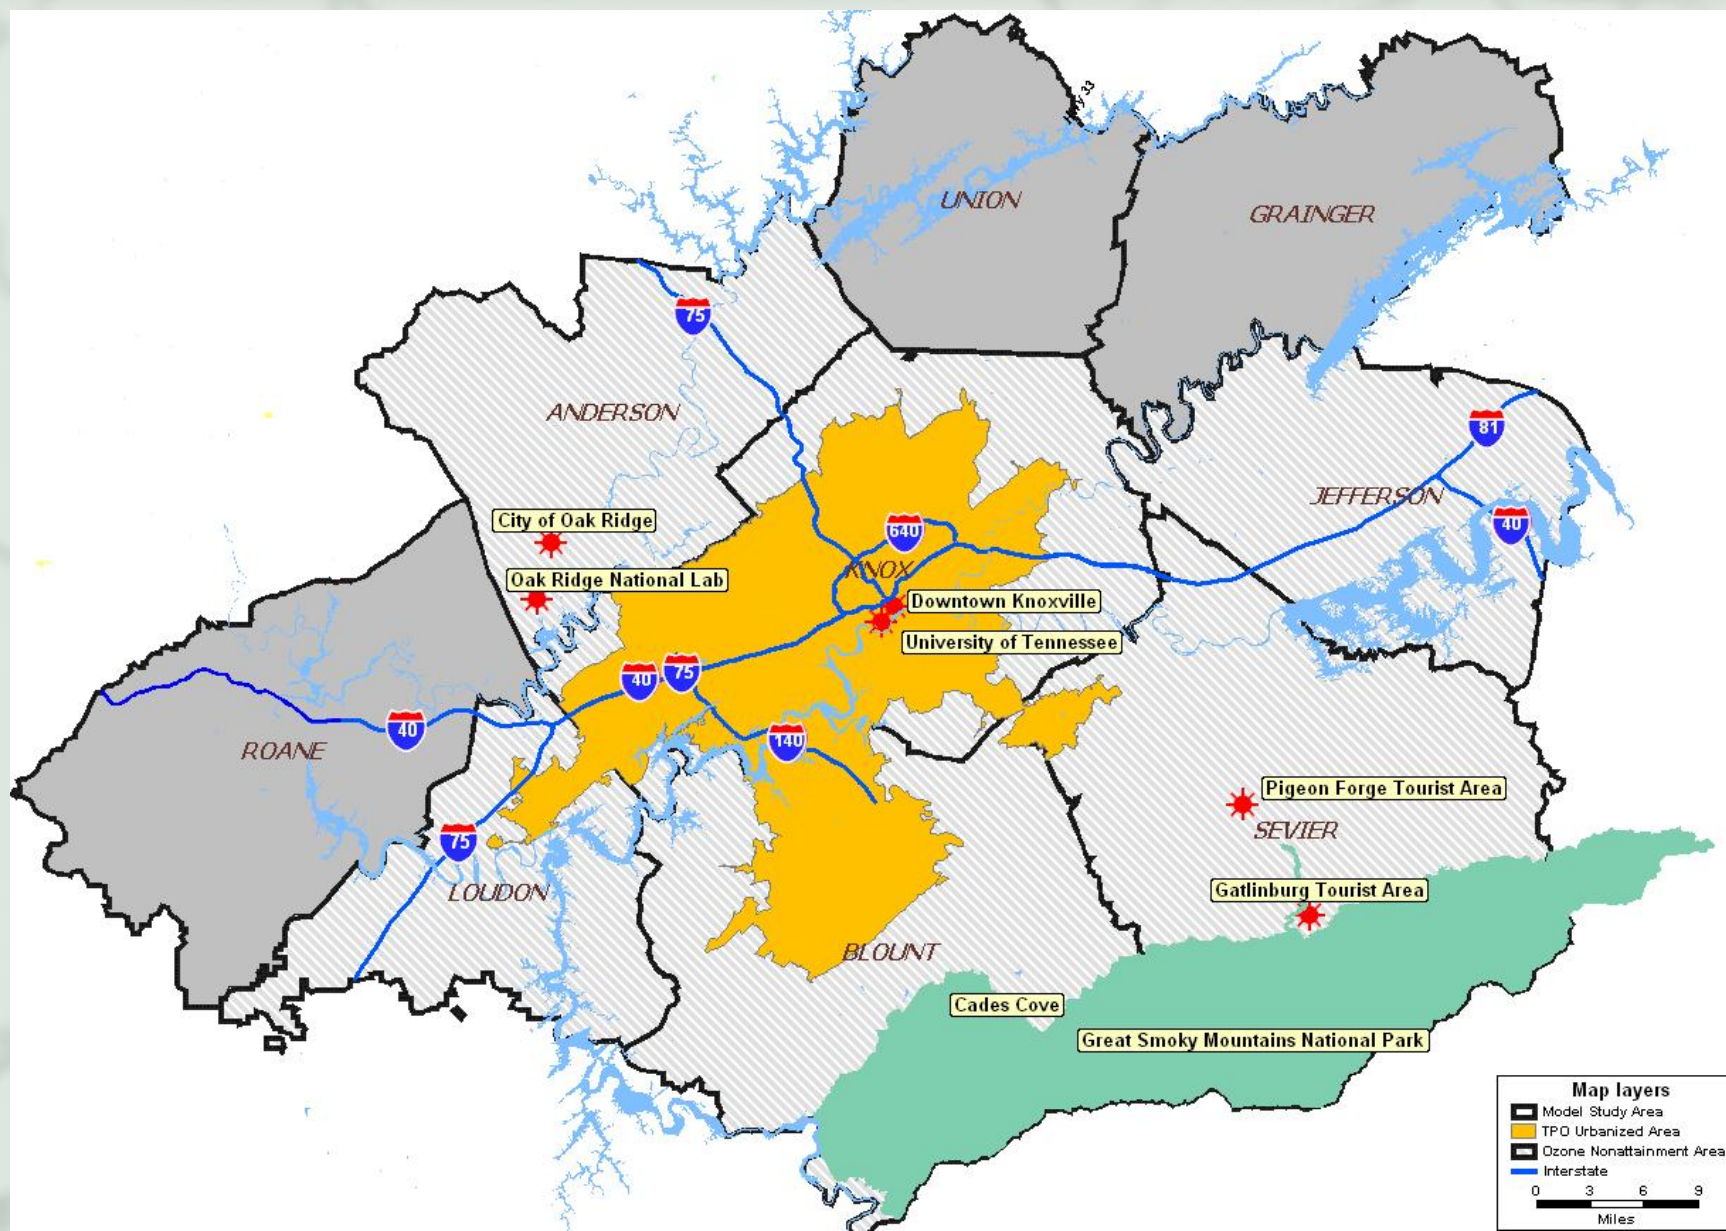 Hwy 33
UNION
GRAINGER
75
ANDERSON
81
JEFFERSON
City of Oak Ridge
640
40
KNOX
Oak Ridge National Lab
Downtown Knoxville
University of Tennessee
40
75
40
140
ROANE
Pigeon Forge Tourist Area
SEVIER
75
LOUDON
Gatlinburg Tourist Area
BLOUNT
Cades Cove
Great Smoky Mountains National Park
Map layers
Model Study Area
TPO Urbanized Area
Ozone Nonattainment Area
Interstate
0 3 6 9
Miles